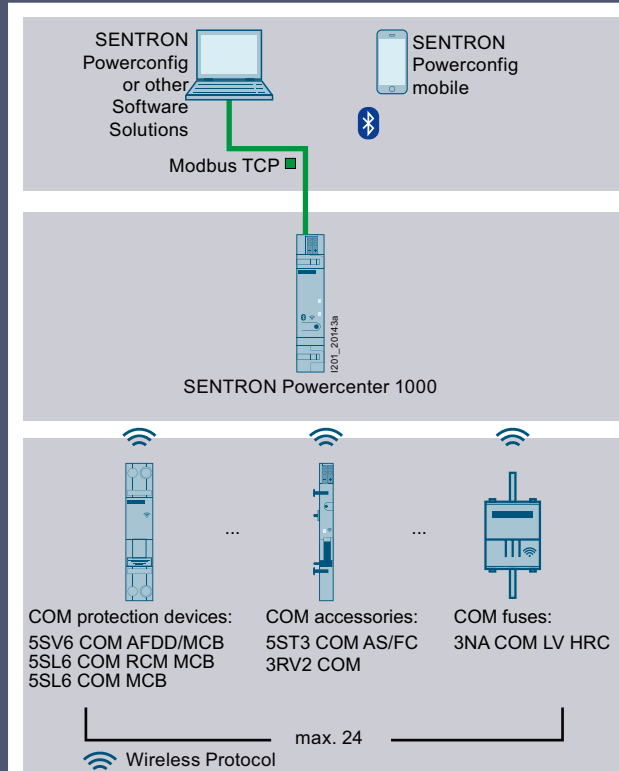 SENTRON
Powerconfig
or other
Software
Solutions
SENTRON
Powerconfig
mobile
Modbus TCP
I201_20143a
SENTRON Powercenter 1000
...
...
COM protection devices:
5SV6 COM AFDD/MCB
5SL6 COM RCM MCB
5SL6 COM MCB
COM accessories:
5ST3 COM AS/FC
3RV2 COM
COM fuses:
3NA COM LV HRC
max. 24
Wireless Protocol